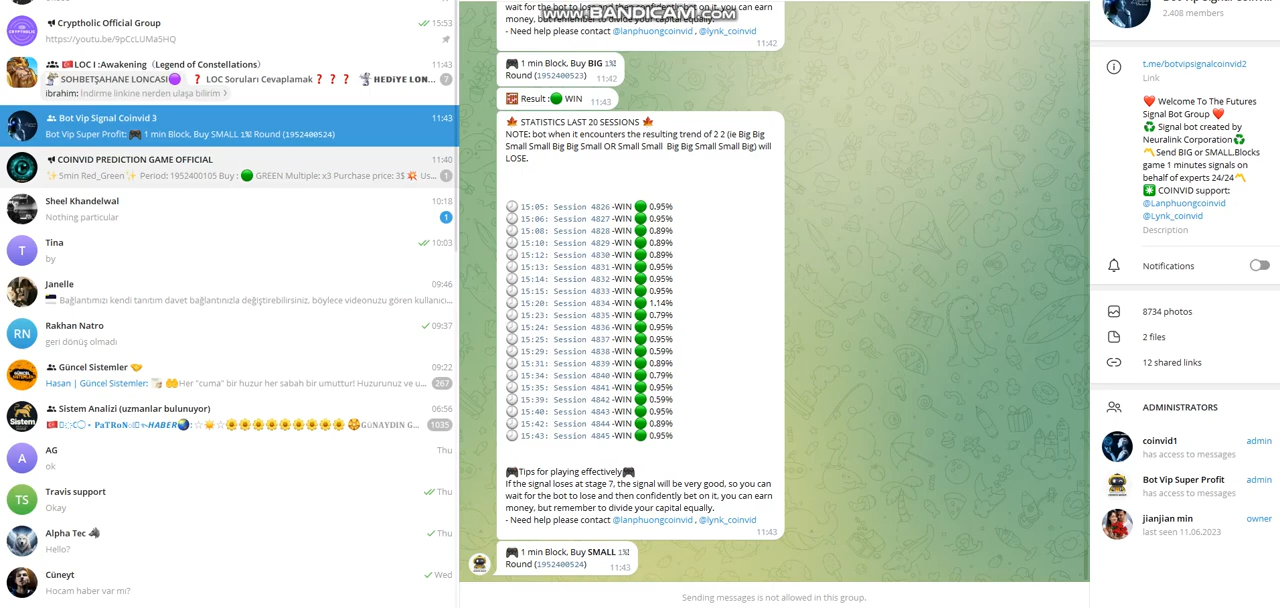 Cryptholic Official Group
15:53
https://youtu.be/9pCcLUMa5HQ
LOC I :Awakening (Legend of Constellations)
11:43
SOHBETŞAHANE LONCASI🟣 ❓ LOC Soruları Cevaplamak❓ ❓ ❓ HEDiYE LON...
7
ibrahim: İndirme linkine nerden ulaşa bilirim >
Bot Vip Signal Coinvid 3
11:43
Bot Vip Super Profit: 🎮 1 min Block, Buy SMALL 1⃣ Round (1952400524)
COINVID PREDICTION GAME OFFICIAL
11:40
✨5min Red_Green✨ Period: 1952400105 Buy : 🟢 GREEN Multiple: x3 Purchase price: 3$ 💥 Us...
1
Sheel Khandelwal
10:18
Nothing particular
1
T
Tina
10:03
by
Janelle
09:46
Bağlantımızı kendi tanıtım davet bağlantınızla değiştirebilirsiniz, böylece videonuzu gören kullanıcı...
RN
Rakhan Natro
09:37
geri dönüş olmadı
Güncel Sistemler 🤝
09:22
Hasan | Güncel Sistemler: 🤲Her "cuma" bir huzur her sabah bir umuttur! Huzurunuz ve u...
267
Sistem
Sistem Analizi (uzmanlar bulunuyor)
06:56
PaTRoN HABER🌍: ☆☀☆🌼🌼🌼🌼🌼🌼🌼🌼🌼 GÜNAYDIN G...
1035
A
AG
Thu
ok
TS
Travis support
Thu
Okay
Alpha Tec
Thu
Hello?
Cüneyt
Wed
Hocam haber var mı?
www.BANDICAM.com
wait for the bot to lose and then confidently bet on it, you can earn
money, but remember to divide your capital equally.
- Need help please contact @lanphuongcoinvid , @lynk_coinvid
11:42
🎮 1 min Block, Buy BIG 1⃣
Round (1952400523)
11:42
🧧 Result :🟢 WIN
11:43
🍁 STATISTICS LAST 20 SESSIONS 🍁
NOTE: bot when it encounters the resulting trend of 2 2 (ie Big Big
Small Small Big Big Small OR Small Small Big Big Small Small Big) will
LOSE.
15:05: Session 4826 -WIN 🟢 0.95%
15:06: Session 4827 -WIN 🟢 0.95%
15:08: Session 4828 -WIN 🟢 0.89%
15:10: Session 4829 -WIN 🟢 0.89%
15:12: Session 4830 -WIN 🟢 0.89%
15:13: Session 4831 -WIN 🟢 0.95%
15:14: Session 4832 -WIN 🟢 0.95%
15:15: Session 4833 -WIN 🟢 0.95%
15:20: Session 4834 -WIN 🟢 1.14%
15:23: Session 4835 -WIN 🟢 0.79%
15:24: Session 4836 -WIN 🟢 0.95%
15:25: Session 4837 -WIN 🟢 0.95%
15:29: Session 4838 -WIN 🟢 0.59%
15:31: Session 4839 -WIN 🟢 0.89%
15:34: Session 4840 -WIN 🟢 0.79%
15:35: Session 4841 -WIN 🟢 0.95%
15:39: Session 4842 -WIN 🟢 0.59%
15:40: Session 4843 -WIN 🟢 0.95%
15:42: Session 4844 -WIN 🟢 0.89%
15:43: Session 4845 -WIN 🟢 0.95%
🎮Tips for playing effectively🎮
If the signal loses at stage 7, the signal will be very good, so you can
wait for the bot to lose and then confidently bet on it, you can earn
money, but remember to divide your capital equally.
- Need help please contact @lanphuongcoinvid , @lynk_coinvid
11:43
🎮 1 min Block, Buy SMALL 1⃣
Round (1952400524)
11:43
Sending messages is not allowed in this group.
2.408 members
t.me/botvipsignalcoinvid2
Link
❤️ Welcome To The Futures
Signal Bot Group ❤️
♻️ Signal bot created by
Neuralink Corporation♻️
〽️Send BIG or SMALL,Blocks
game 1 minutes signals on
behalf of experts 24/24〽️
✳️ COINVID support:
@Lanphuongcoinvid
@Lynk_coinvid
Description
Notifications
8734 photos
2 files
12 shared links
ADMINISTRATORS
coinvid1
admin
has access to messages
Bot Vip Super Profit
admin
has access to messages
jianjian min
owner
last seen 11.06.2023